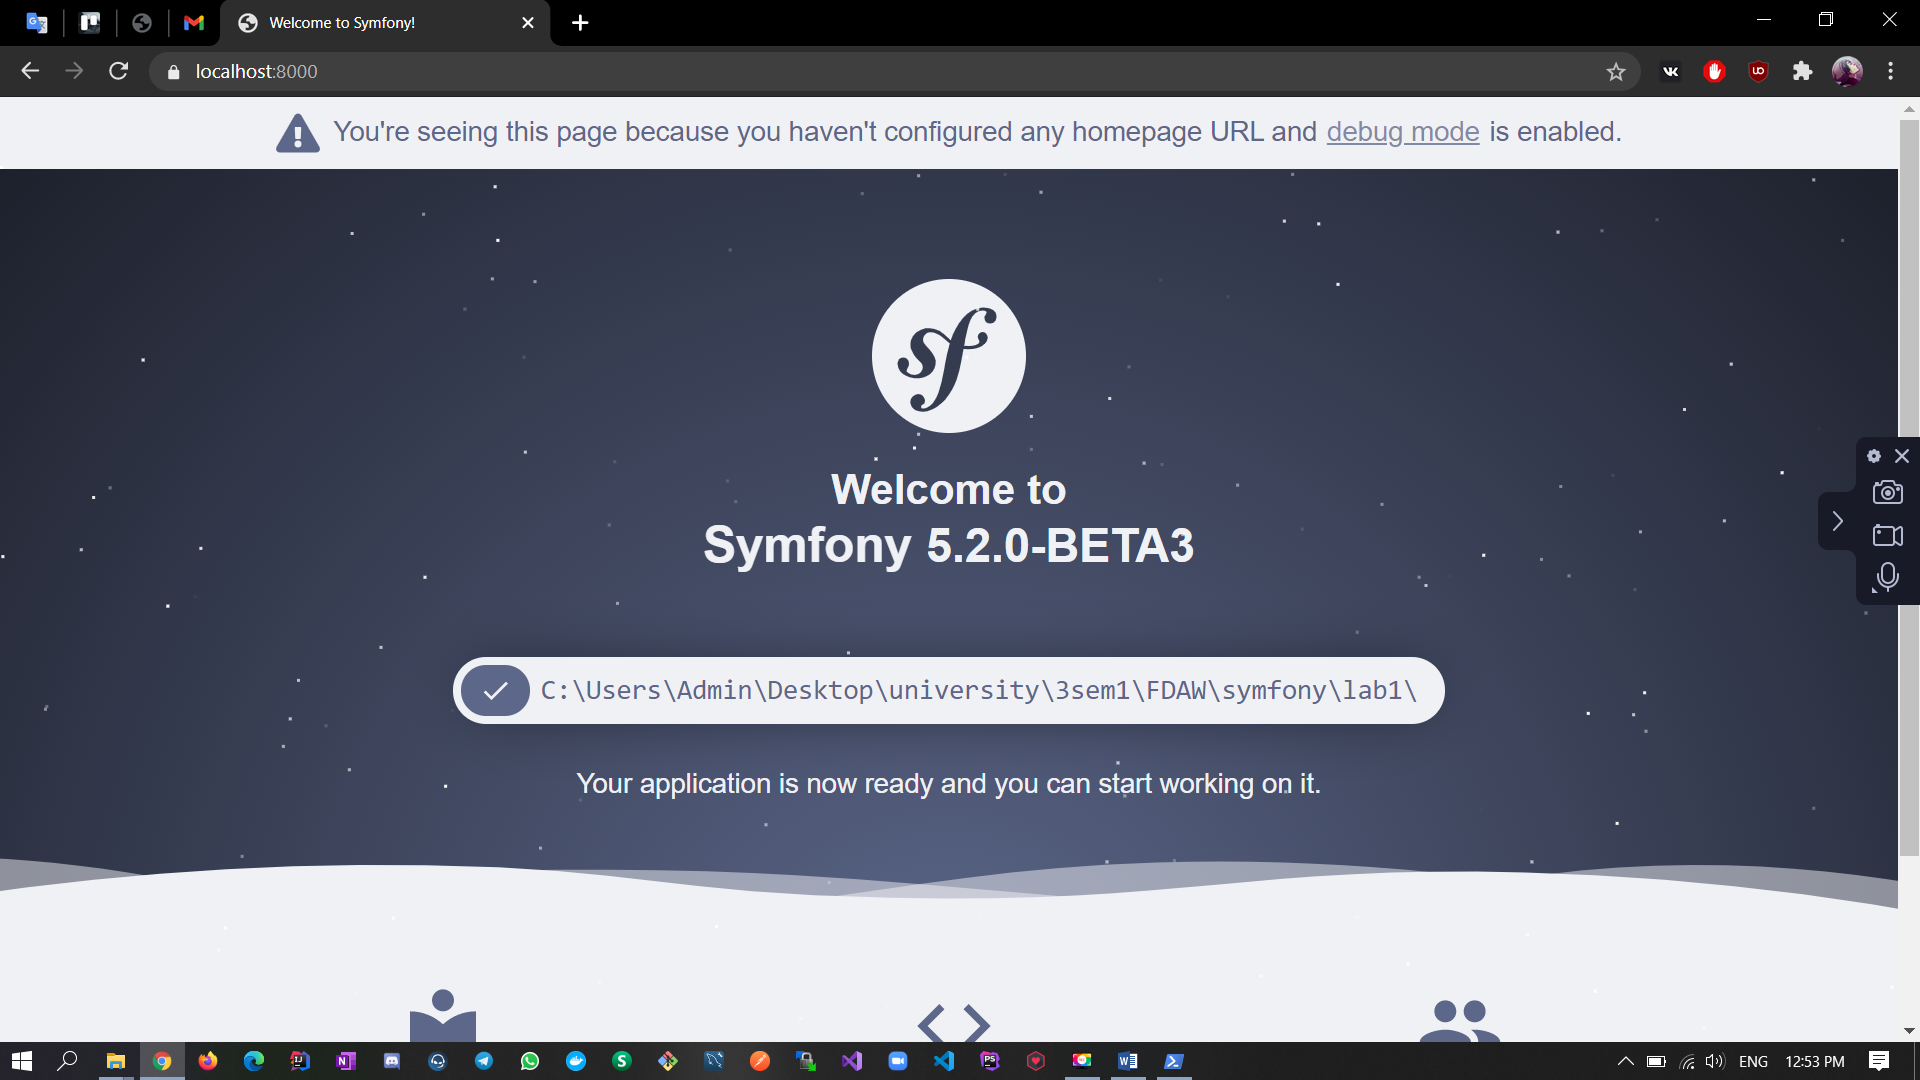 Welcome to Symfony!
localhost:8000
You're seeing this page because you haven't configured any homepage URL and debug mode is enabled.
sf
Welcome to
Symfony 5.2.0-BETA3
C:\Users\Admin\Desktop\university\3sem1\FDAW\symfony\lab1\
Your application is now ready and you can start working on it.
ENG
12:53 PM